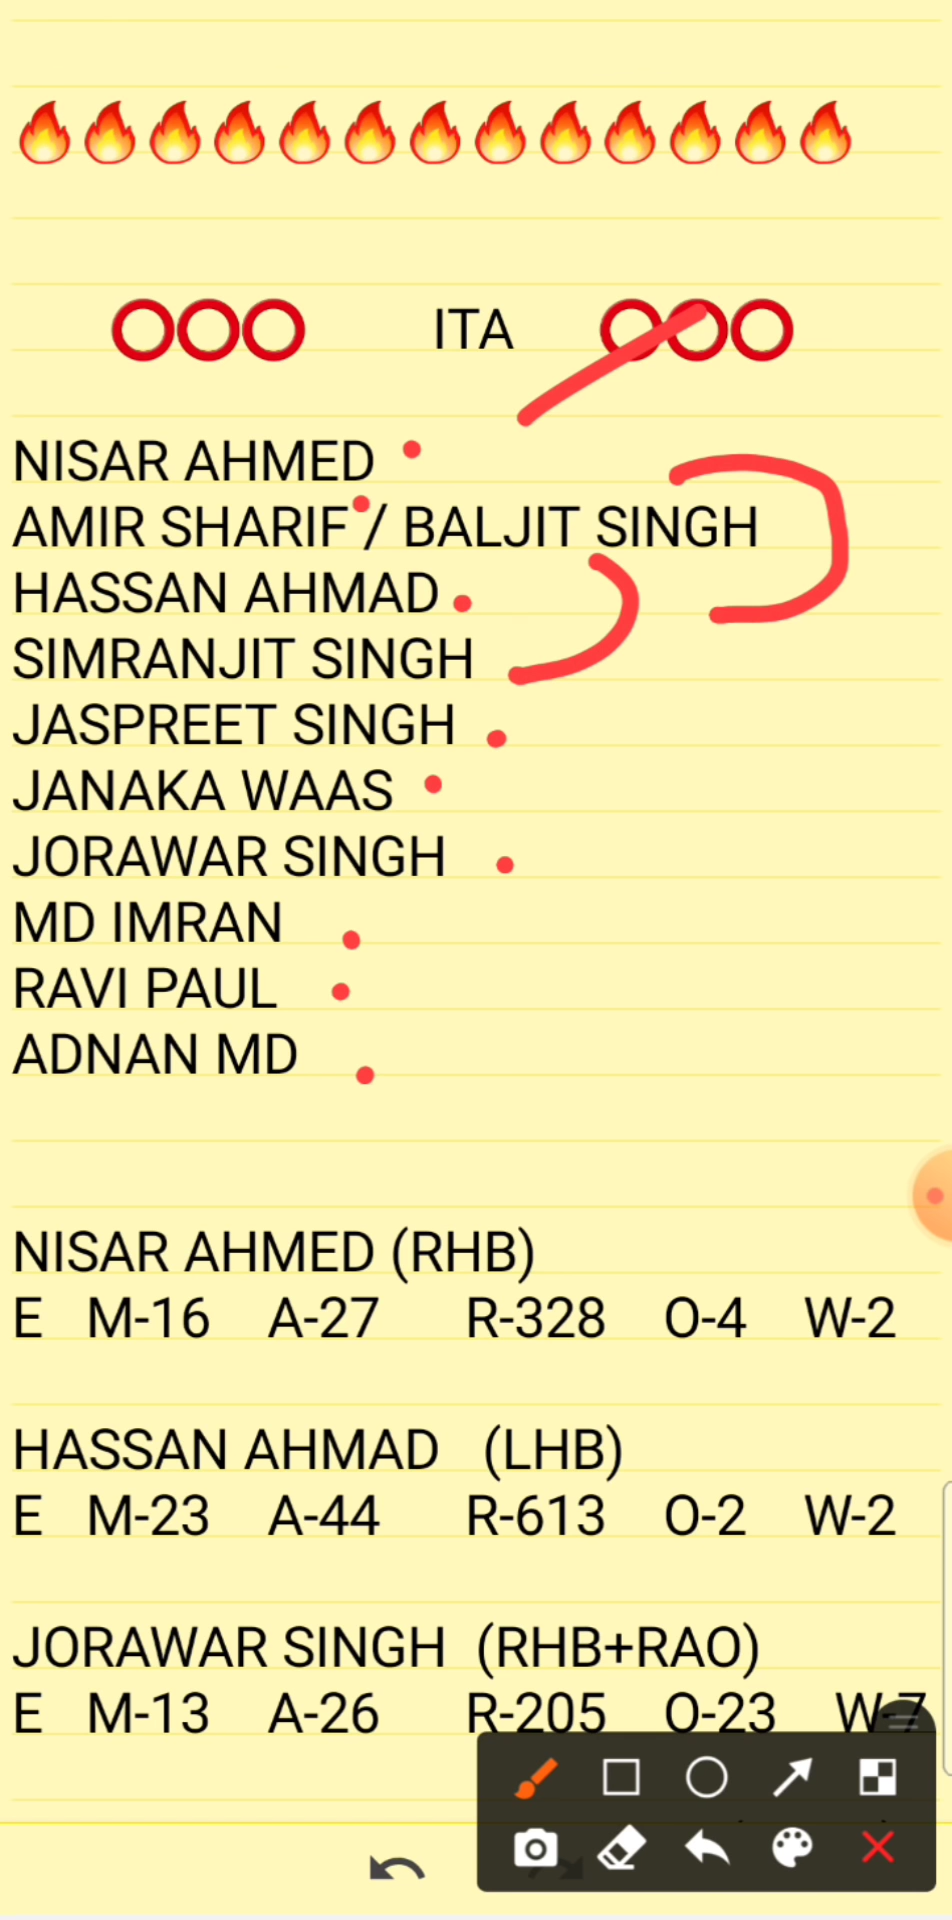 ITA
NISAR AHMED
AMIR SHARIF / BALJIT SINGH
HASSAN AHMAD
SIMRANJIT SINGH
JASPREET SINGH
JANAKA WAAS
JORAWAR SINGH
MD IMRAN
RAVI PAUL
ADNAN MD
NISAR AHMED (RHB)
E M-16 A-27 R-328 O-4 W-2
HASSAN AHMAD (LHB)
E M-23 A-44 R-613 O-2 W-2
JORAWAR SINGH (RHB+RAO)
E M-13 A-26 R-205 O-23 W-7